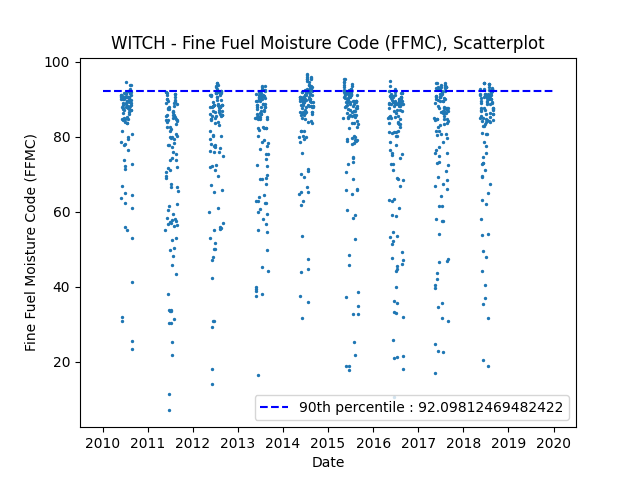 WITCH - Fine Fuel Moisture Code (FFMC), Scatterplot
Fine Fuel Moisture Code (FFMC)
100
80
60
40
20
90th percentile : 92.09812469482422
2010 2011 2012 2013 2014 2015 2016 2017 2018 2019 2020
Date